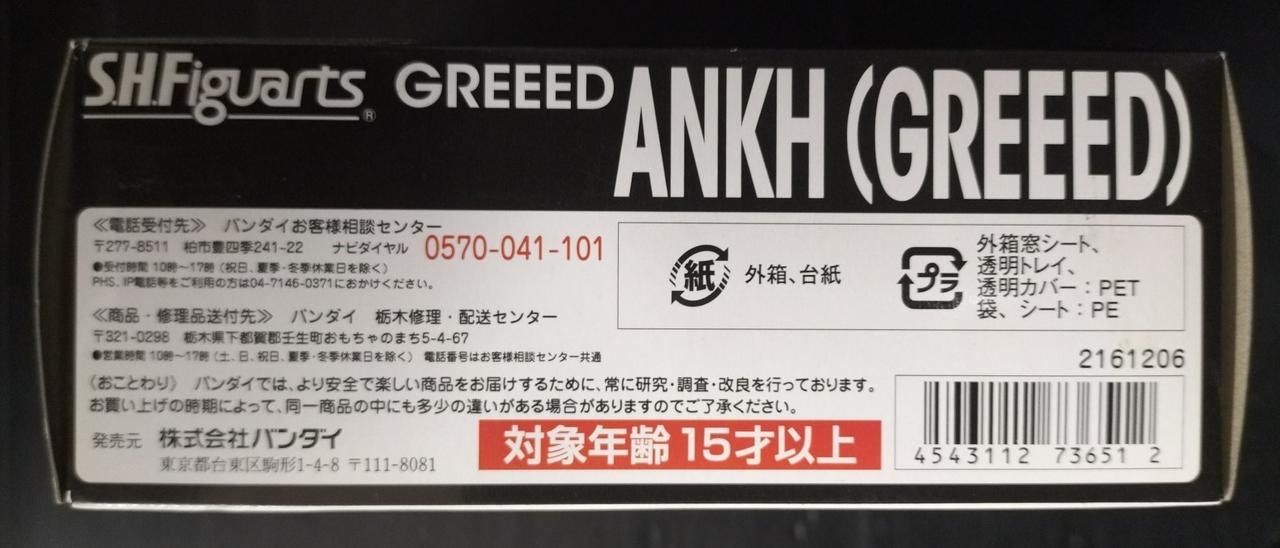 S.H.Figuarts® GREEED ANKH (GREEED)
≪電話受付先≫ バンダイお客様相談センター
〒277-8511 柏市豊四季241-22 ナビダイヤル 0570-041-101
●受付時間 10時～17時（祝日、夏季・冬季休業日を除く）
PHS、IP電話等をご利用の方は04-7146-0371におかけください。
≪商品・修理品送付先≫ バンダイ 栃木修理・配送センター
〒321-0298 栃木県下都賀郡壬生町おもちゃのまち5-4-67
●営業時間 10時～17時（土、日、祝日、夏季・冬季休業日を除く） 電話番号はお客様相談センター共通
《おことわり》 バンダイでは、より安全で楽しい商品をお届けするために、常に研究・調査・改良を行っております。
お買い上げの時期によって、同一商品の中にも多少の違いがある場合がありますのでご了承ください。
発売元 株式会社バンダイ
東京都台東区駒形1-4-8 〒111-8081
対象年齢 15才以上
紙 外箱、台紙
プラ
外箱窓シート、
透明トレイ、
透明カバー：PET
袋、シート：PE
2161206
4543112 73651 2